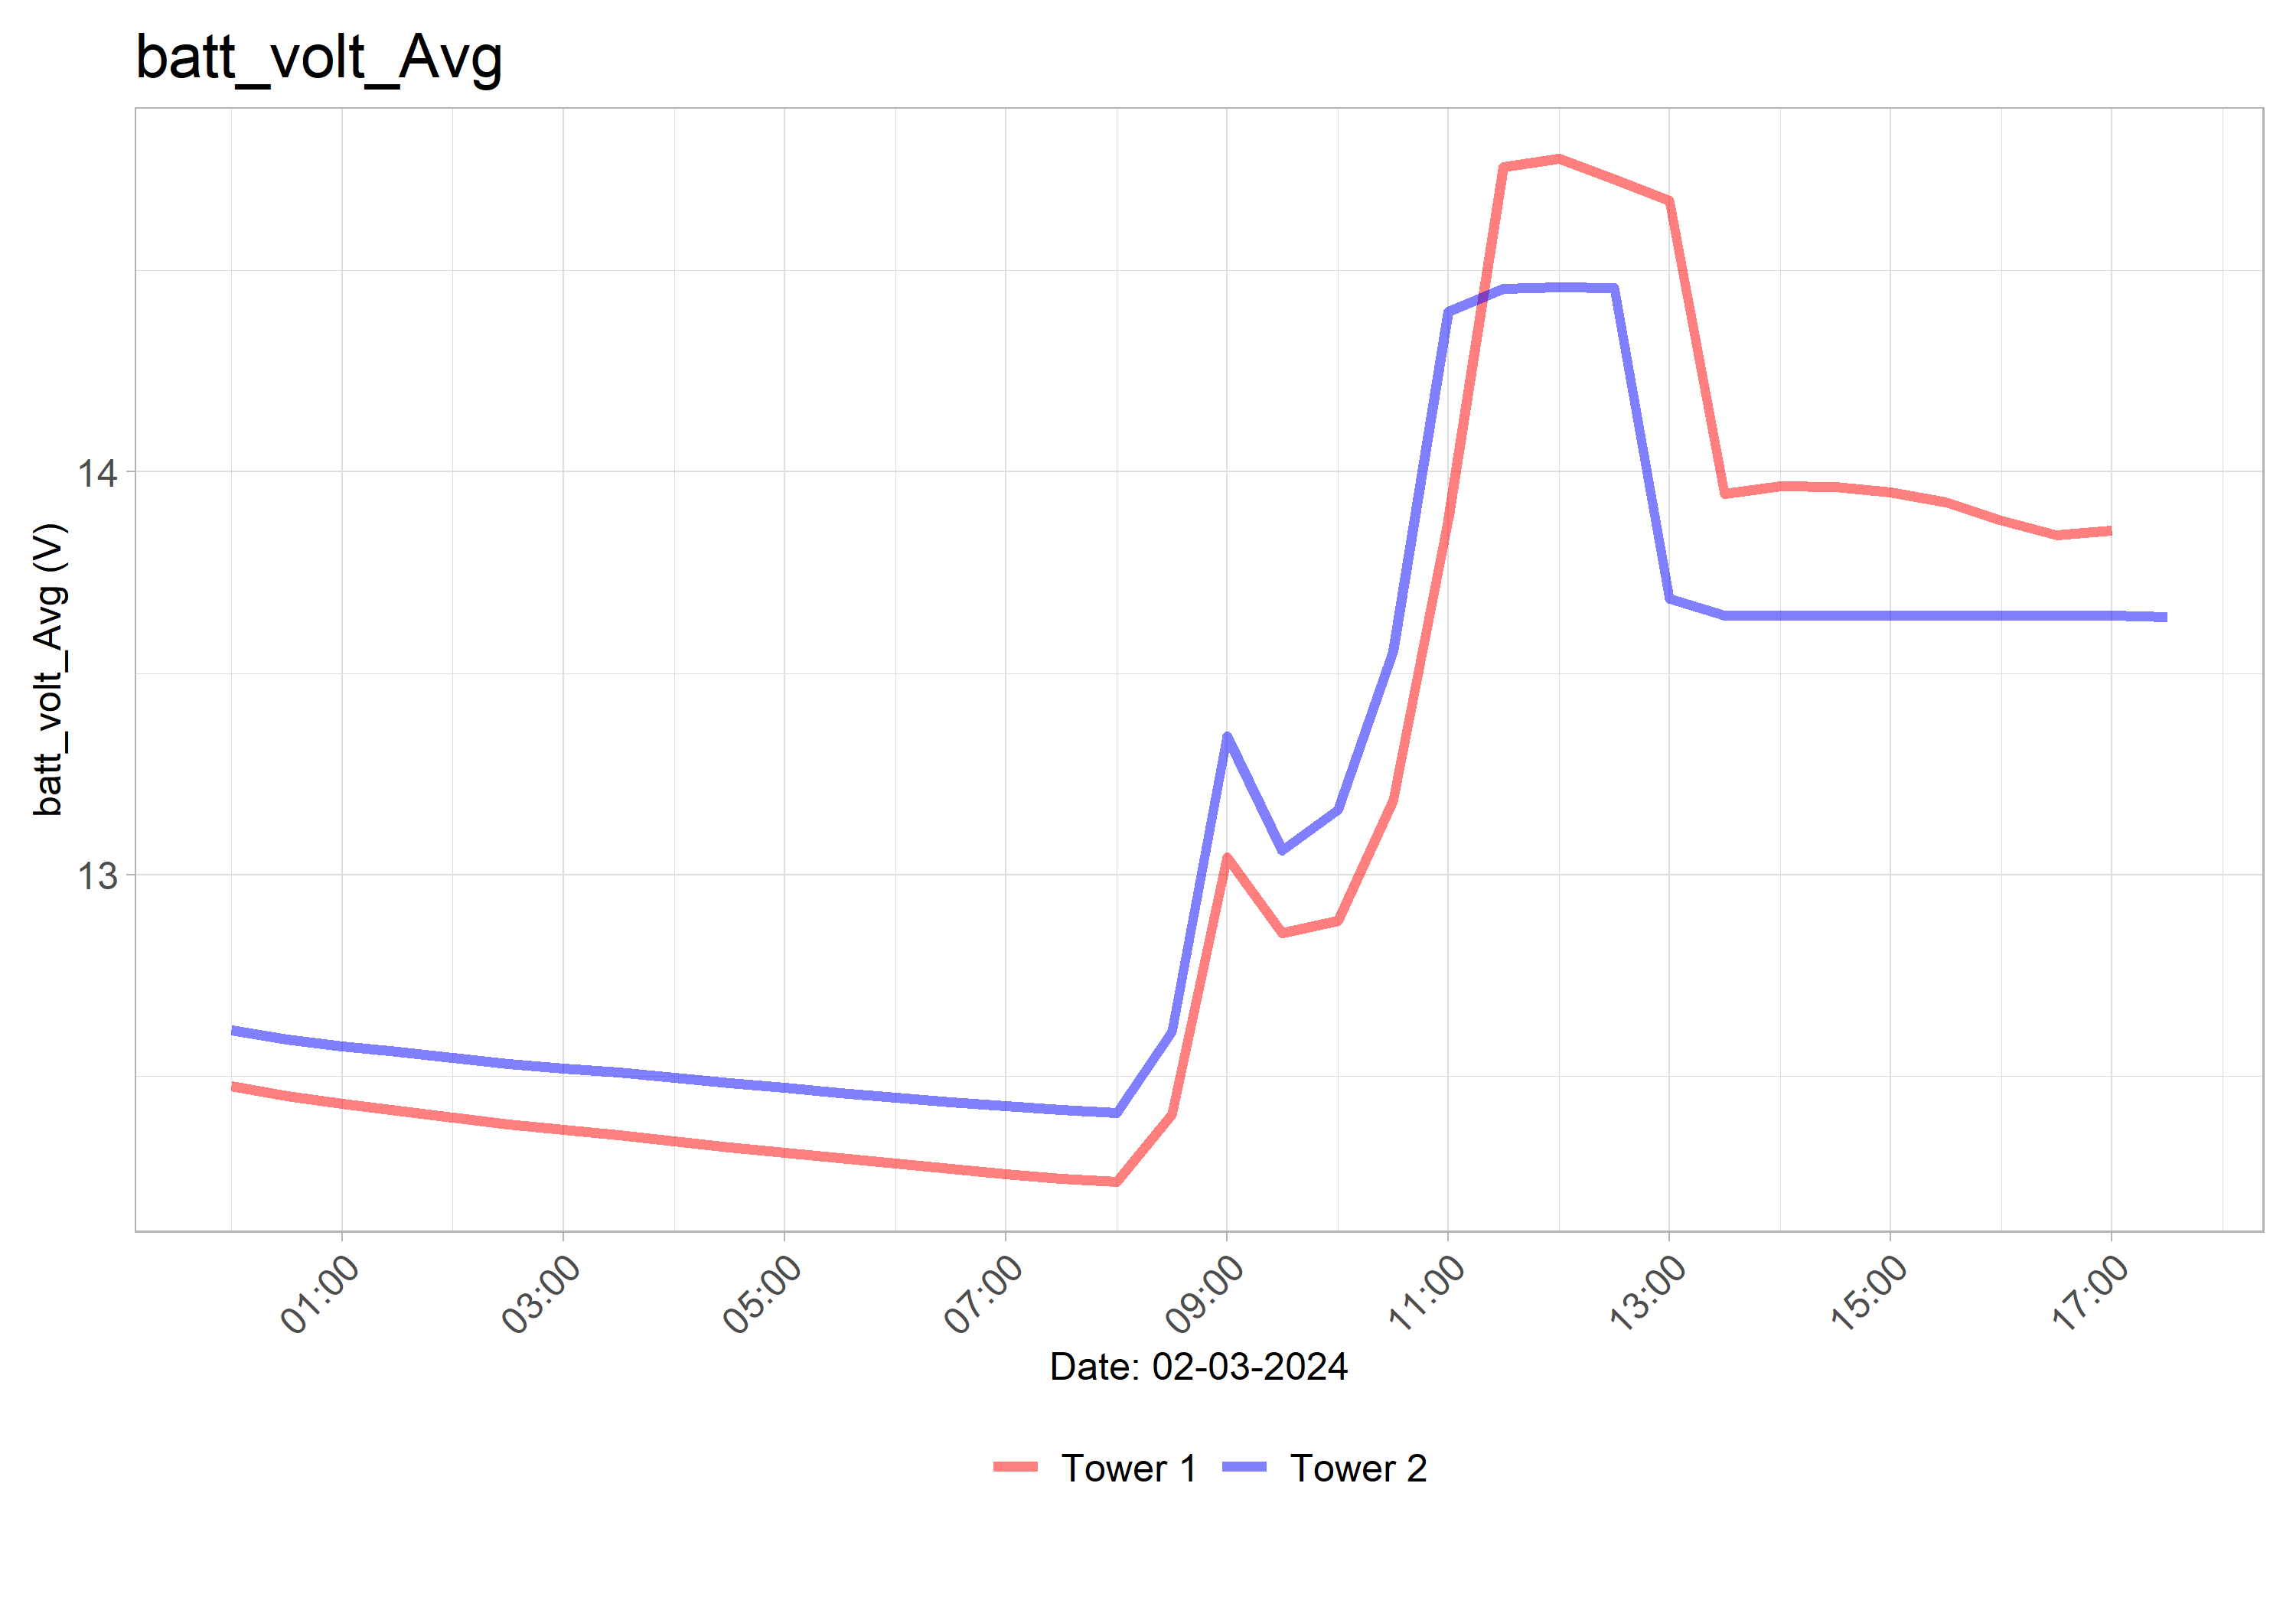 batt_volt_Avg
batt_volt_Avg (V)
14
13
01:00
03:00
05:00
07:00
09:00
11:00
13:00
15:00
17:00
Date: 02-03-2024
Tower 1
Tower 2